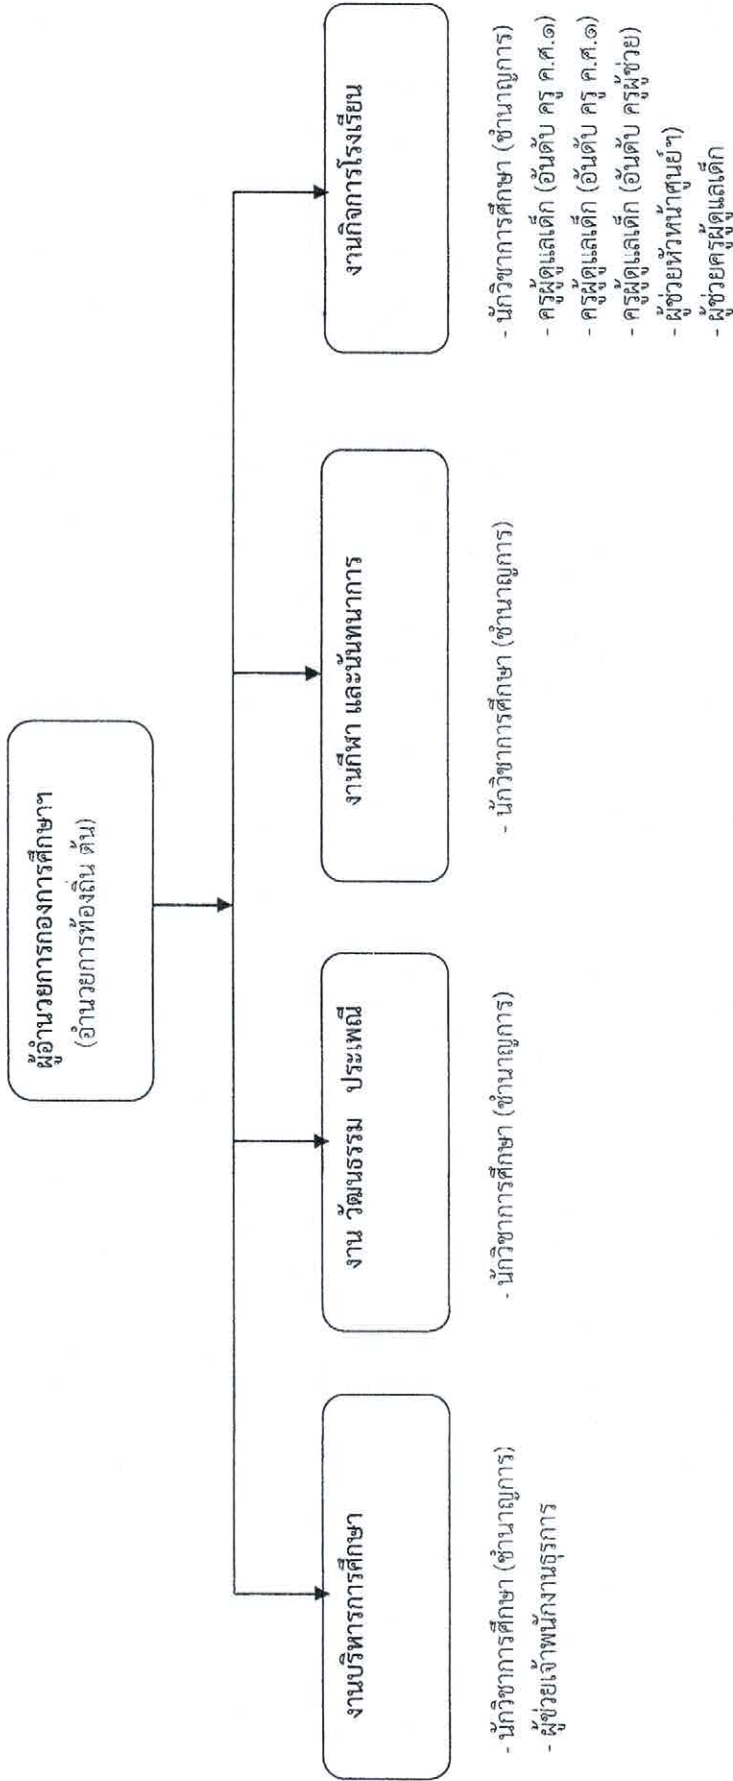 ผู้อำนวยการกองการศึกษาฯ
(อำนวยการท้องถิ่น ต้น)
งานบริหารการศึกษา
- นักวิชาการศึกษา (ชำนาญการ)
- ผู้ช่วยเจ้าพนักงานธุรการ
งาน วัฒนธรรม ประเพณี
- นักวิชาการศึกษา (ชำนาญการ)
งานกีฬา และนันทนาการ
- นักวิชาการศึกษา (ชำนาญการ)
งานกิจการโรงเรียน
- นักวิชาการศึกษา (ชำนาญการ)
- ครูผู้ดูแลเด็ก (อันดับ ครู ค.ศ.๑)
- ครูผู้ดูแลเด็ก (อันดับ ครู ค.ศ.๑)
- ครูผู้ดูแลเด็ก (อันดับ ครูผู้ช่วย)
- ผู้ช่วยหัวหน้าศูนย์ฯ)
- ผู้ช่วยครูผู้ดูแลเด็ก